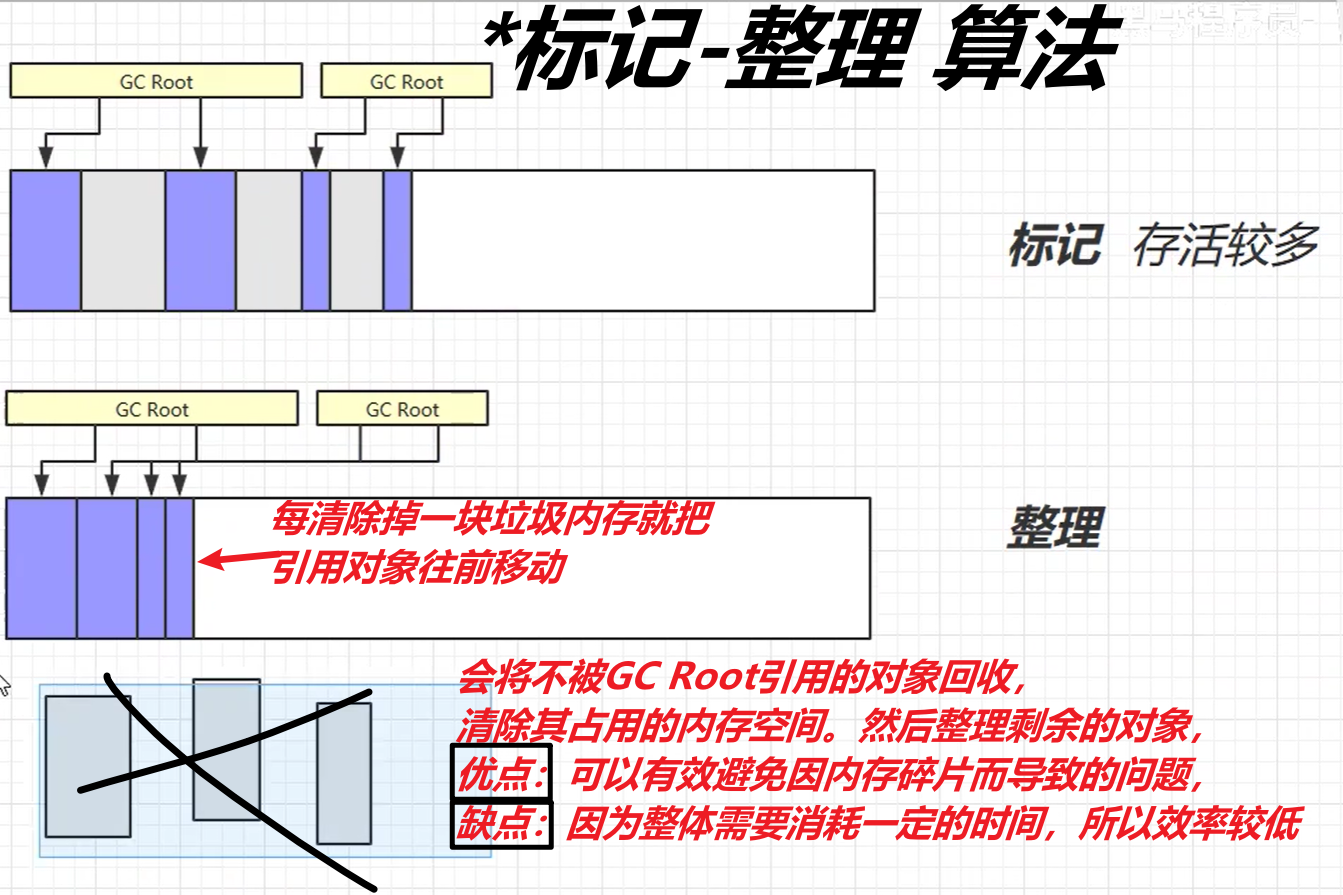 *标记-整理 算法
GC Root
GC Root
标记 存活较多
GC Root
GC Root
每清除掉一块垃圾内存就把
引用对象往前移动
整理
会将不被GC Root引用的对象回收，
清除其占用的内存空间。然后整理剩余的对象，
优点：可以有效避免因内存碎片而导致的问题，
缺点：因为整体需要消耗一定的时间，所以效率较低